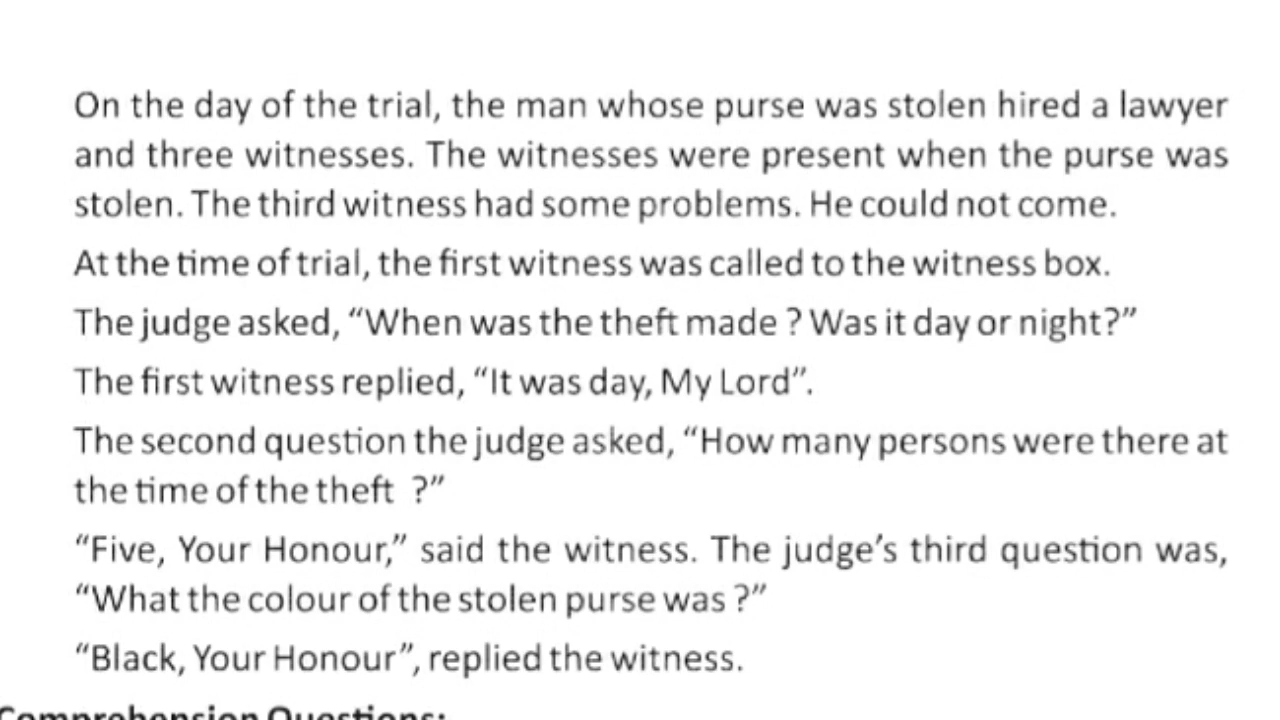 On the day of the trial, the man whose purse was stolen hired a lawyer
and three witnesses. The witnesses were present when the purse was
stolen. The third witness had some problems. He could not come.
At the time of trial, the first witness was called to the witness box.
The judge asked, “When was the theft made ? Was it day or night?”
The first witness replied, “It was day, My Lord”.
The second question the judge asked, “How many persons were there at
the time of the theft ?”
“Five, Your Honour,” said the witness. The judge’s third question was,
“What the colour of the stolen purse was ?”
“Black, Your Honour”, replied the witness.
Comprehension Questions: